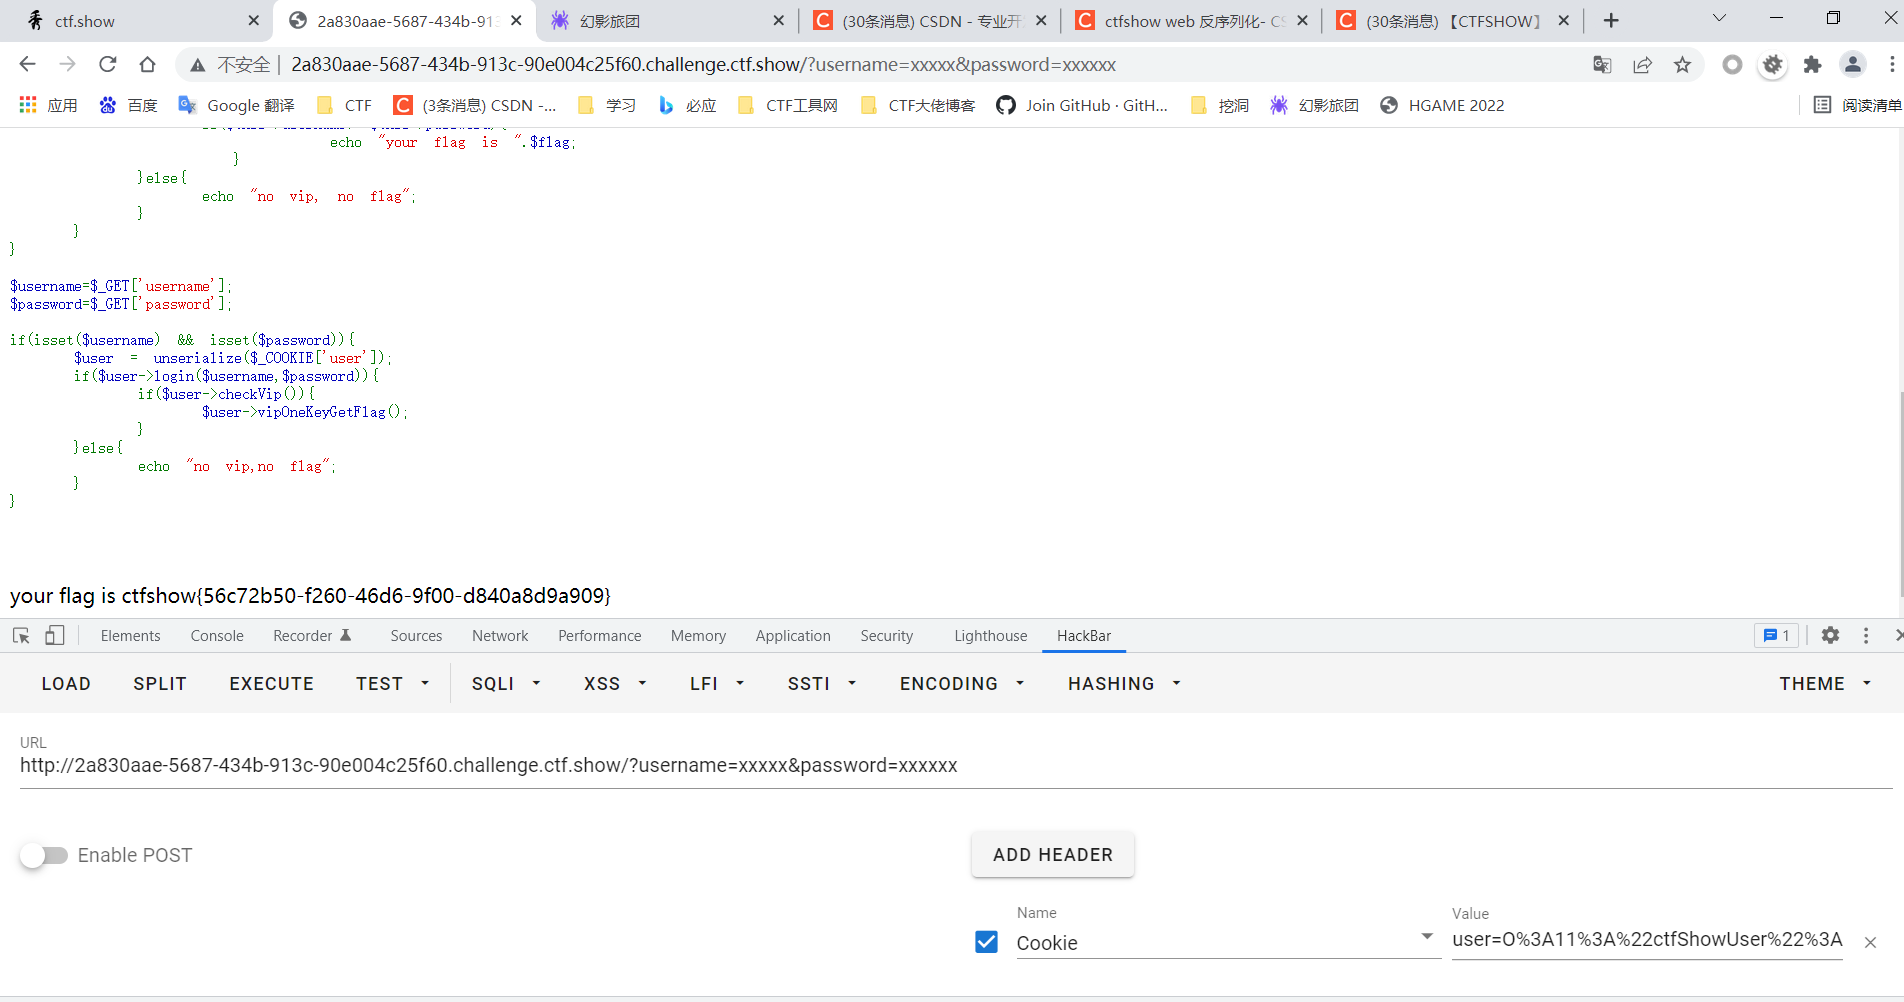 ctf.show
2a830aae-5687-434b-913
幻影旅团
(30条消息) CSDN - 专业开
ctfshow web 反序列化- CS
(30条消息) 【CTFSHOW】
不安全 | 2a830aae-5687-434b-913c-90e004c25f60.challenge.ctf.show/?username=xxxxx&password=xxxxxx
应用 百度 Google 翻译 CTF (3条消息) CSDN -... 学习 必应 CTF工具网 CTF大佬博客 Join GitHub · GitH... 挖洞 幻影旅团 HGAME 2022 阅读清单
echo "your flag is ".$flag;
}
}else{
echo "no vip, no flag";
}
}
}
$username=$_GET['username'];
$password=$_GET['password'];
if(isset($username) && isset($password)){
$user = unserialize($_COOKIE['user']);
if($user->login($username,$password)){
if($user->checkVip()){
$user->vipOneKeyGetFlag();
}
}else{
echo "no vip,no flag";
}
}
your flag is ctfshow{56c72b50-f260-46d6-9f00-d840a8d9a909}
Elements Console Recorder Sources Network Performance Memory Application Security Lighthouse HackBar 1
LOAD SPLIT EXECUTE TEST SQLI XSS LFI SSTI ENCODING HASHING THEME
URL
http://2a830aae-5687-434b-913c-90e004c25f60.challenge.ctf.show/?username=xxxxx&password=xxxxxx
Enable POST
ADD HEADER
Name
Cookie
Value
user=O%3A11%3A%22ctfShowUser%22%3A